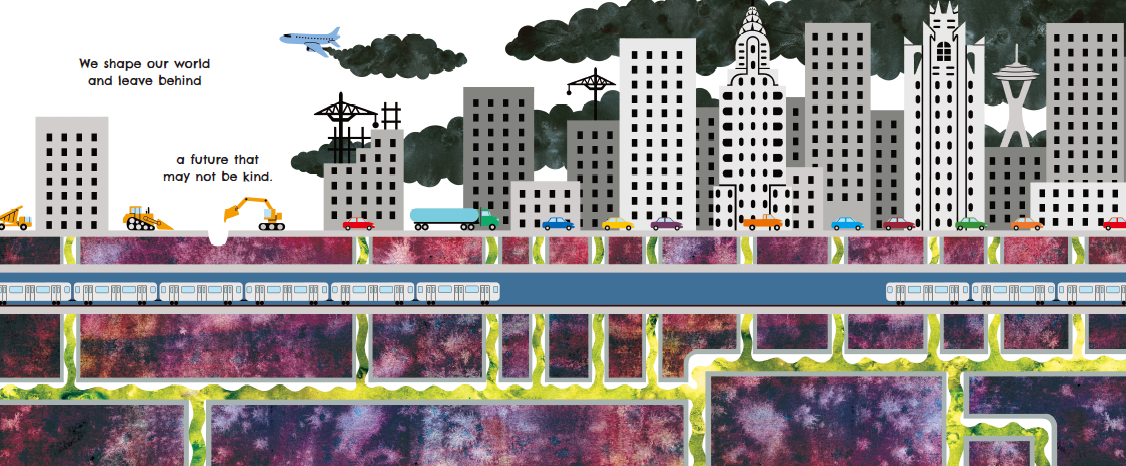 We shape our world
and leave behind
a future that
may not be kind.